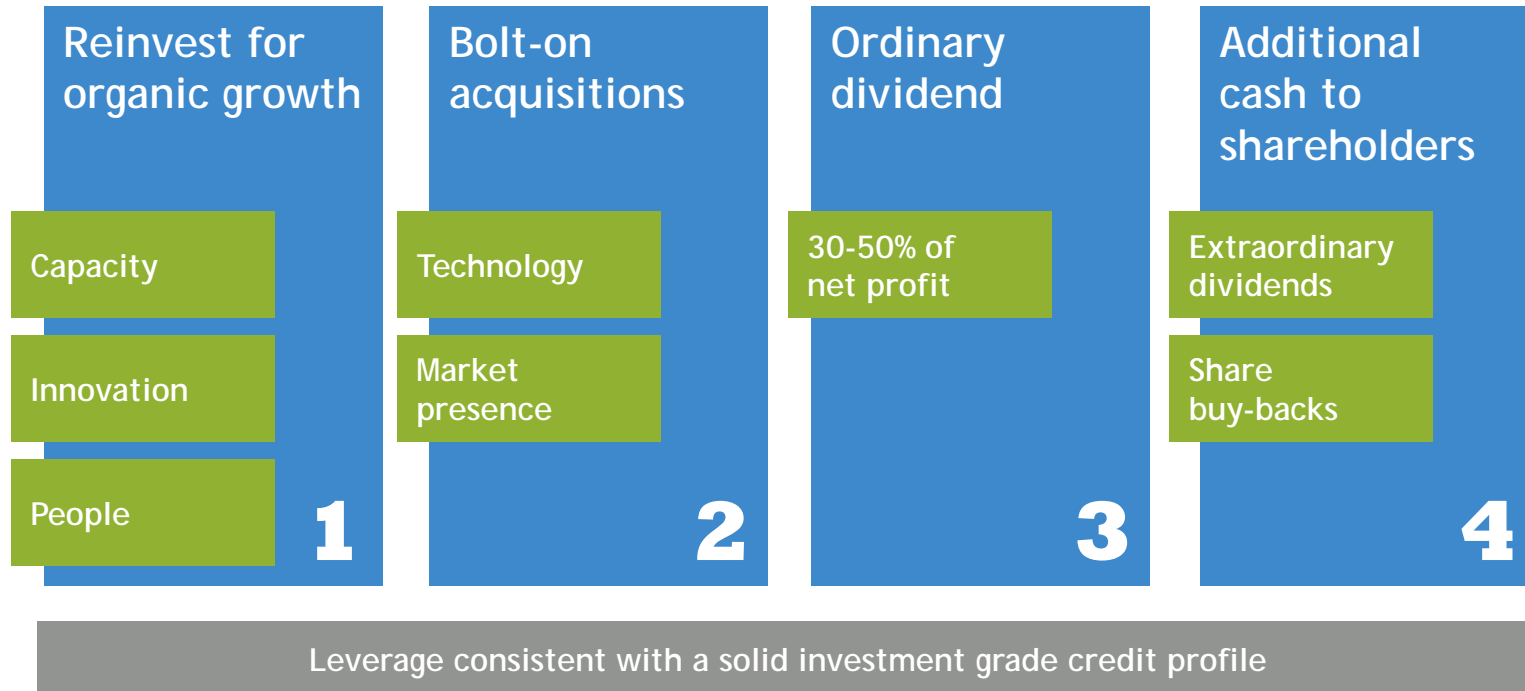 Reinvest for
organic growth
Capacity
Innovation
People
1
Bolt-on
acquisitions
Technology
Market
presence
2
Ordinary
dividend
30-50% of
net profit
3
Additional
cash to
shareholders
Extraordinary
dividends
Share
buy-backs
4
Leverage consistent with a solid investment grade credit profile